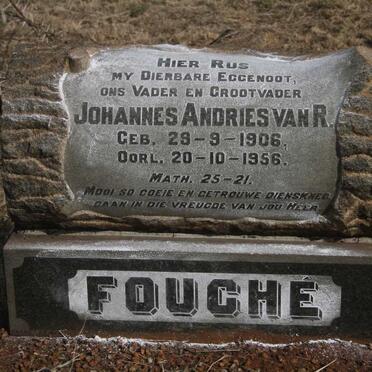 HIER RUS
MY DIERBARE EGGENOOT,
ONS VADER EN GROOTVADER
JOHANNES ANDRIES VAN R.
GEB. 29-9-1906,
OORL. 20-10-1956.
MATH. 25-21.
MOOI SO GOEIE EN GETROUWE DIENSKNEG
GAAN IN DIE VREUGDE VAN JOU HEER.
FOUCHÉ